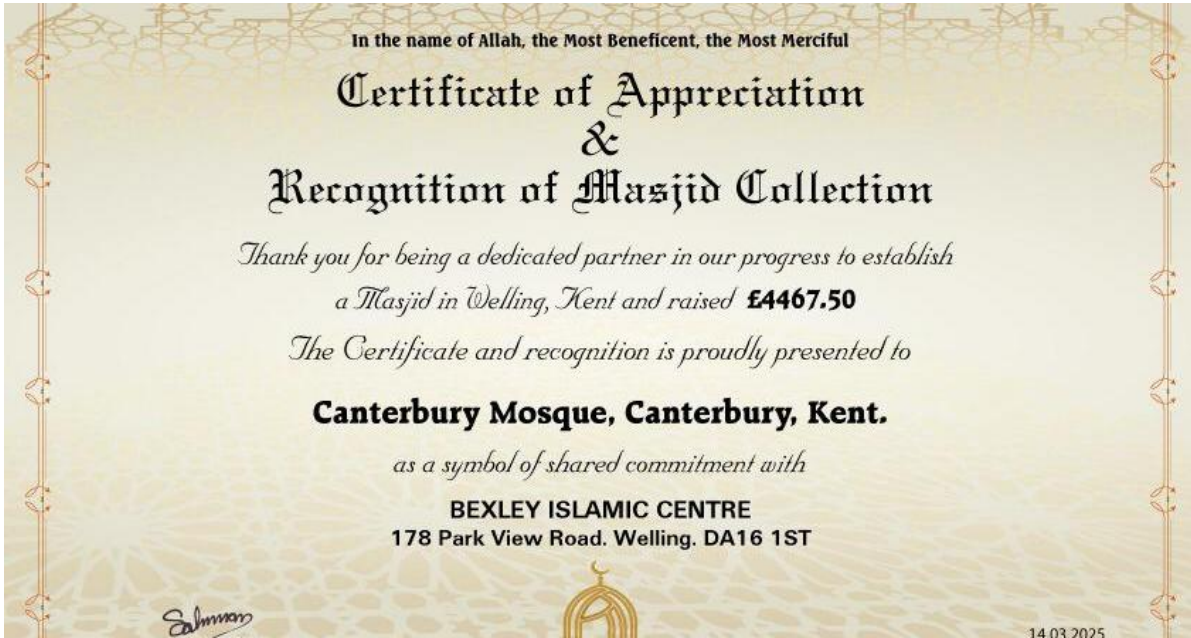 In the name of Allah, the Most Beneficent, the Most Merciful
Certificate of Appreciation
&
Recognition of Masjid Collection
Thank you for being a dedicated partner in our progress to establish
a Masjid in Welling, Kent and raised £4467.50
The Certificate and recognition is proudly presented to
Canterbury Mosque, Canterbury, Kent.
as a symbol of shared commitment with
BEXLEY ISLAMIC CENTRE
178 Park View Road. Welling. DA16 1ST
Salman
14.03.2025